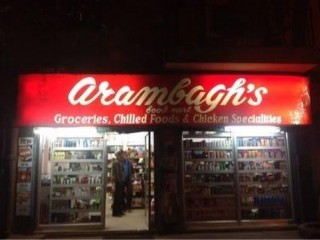 Arambagh's
food mart
Groceries, Chilled Foods & Chicken Specialities